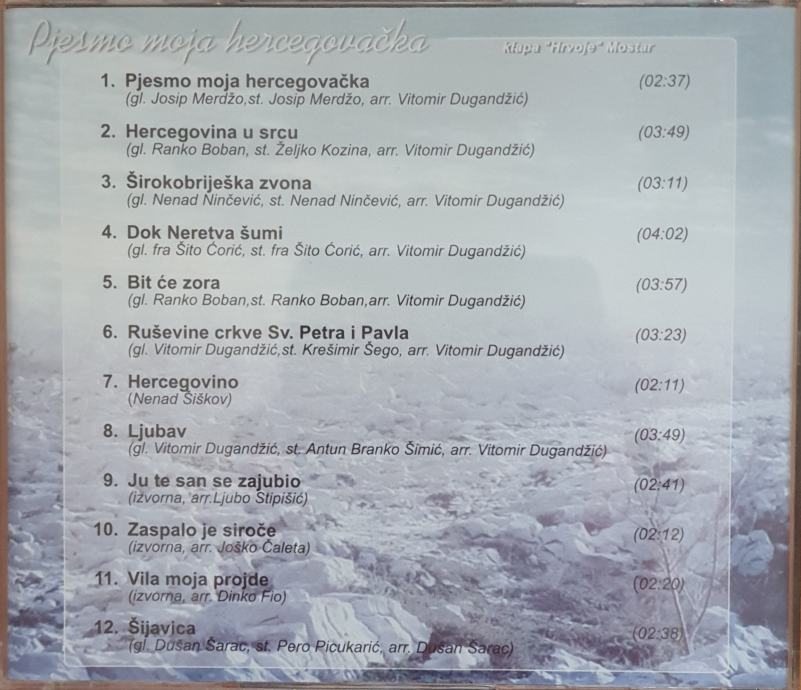 Pjesmo moja hercegovačka
klapa "Hrvoje" Mostar
1. Pjesmo moja hercegovačka (02:37)
(gl. Josip Merdžo,st. Josip Merdžo, arr. Vitomir Dugandžić)
2. Hercegovina u srcu (03:49)
(gl. Ranko Boban, st. Željko Kozina, arr. Vitomir Dugandžić)
3. Širokobriješka zvona (03:11)
(gl. Nenad Ninčević, st. Nenad Ninčević, arr. Vitomir Dugandžić)
4. Dok Neretva šumi (04:02)
(gl. fra Šito Ćorić, st. fra Šito Ćorić, arr. Vitomir Dugandžić)
5. Bit će zora (03:57)
(gl. Ranko Boban,st. Ranko Boban,arr. Vitomir Dugandžić)
6. Ruševine crkve Sv. Petra i Pavla (03:23)
(gl. Vitomir Dugandžić,st. Krešimir Šego, arr. Vitomir Dugandžić)
7. Hercegovino (02:11)
(Nenad Šiškov)
8. Ljubav (03:49)
(gl. Vitomir Dugandžić, st. Antun Branko Šimić, arr. Vitomir Dugandžić)
9. Ju te san se zajubio (02:41)
(izvorna, arr.Ljubo Stipišić)
10. Zaspalo je siroče (02:12)
(izvorna, arr. Joško Ćaleta)
11. Vila moja projde (02:20)
(izvorna, arr. Dinko Fio)
12. Šijavica (02:38)
(gl. Dušan Šarac, st. Pero Picukarić, arr. Dušan Šarac)